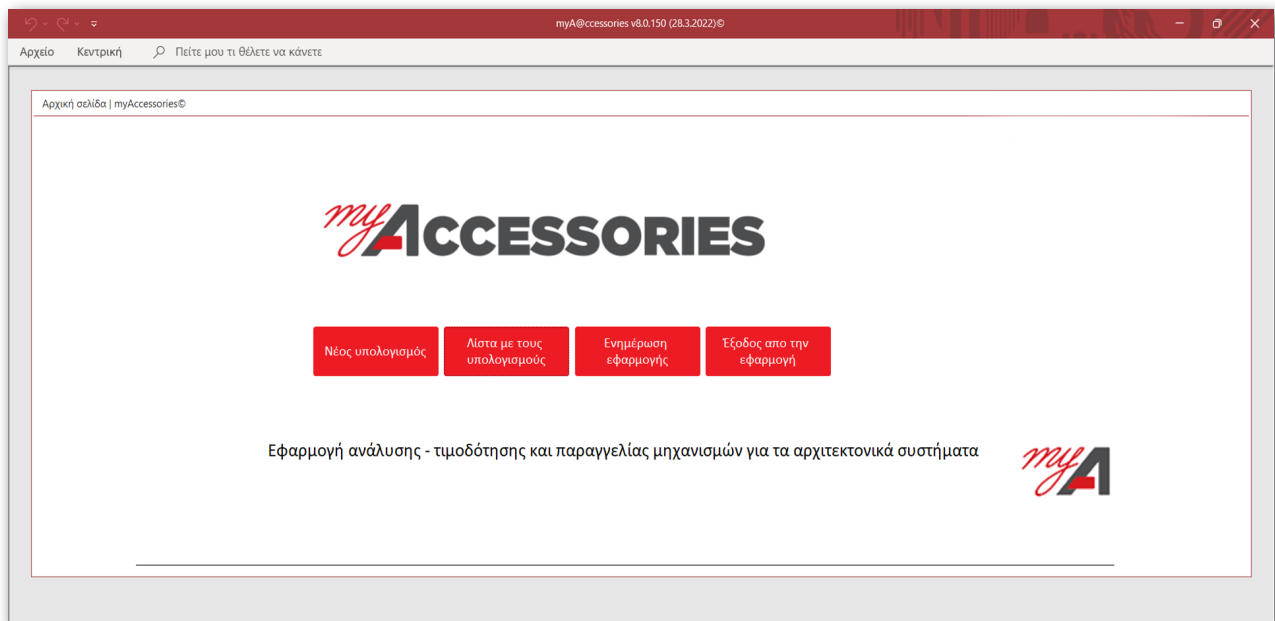 myA@ccessories v8.0.150 (28.3.2022)©
Αρχείο Κεντρική Πείτε μου τι θέλετε να κάνετε
Αρχική σελίδα | myAccessories©
myACCESSORIES
Νέος υπολογισμός
Λίστα με τους
υπολογισμούς
Ενημέρωση
εφαρμογής
Έξοδος απο την
εφαρμογή
Εφαρμογή ανάλυσης - τιμοδότησης και παραγγελίας μηχανισμών για τα αρχιτεκτονικά συστήματα
myA